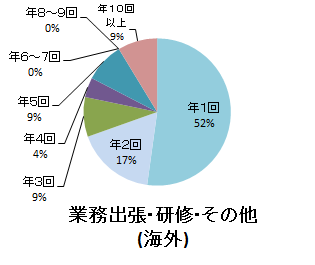 年8～9回
0%
年10回
以上
9%
年6～7回
0%
年5回
9%
年4回
4%
年3回
9%
年2回
17%
年1回
52%
業務出張・研修・その他
(海外)